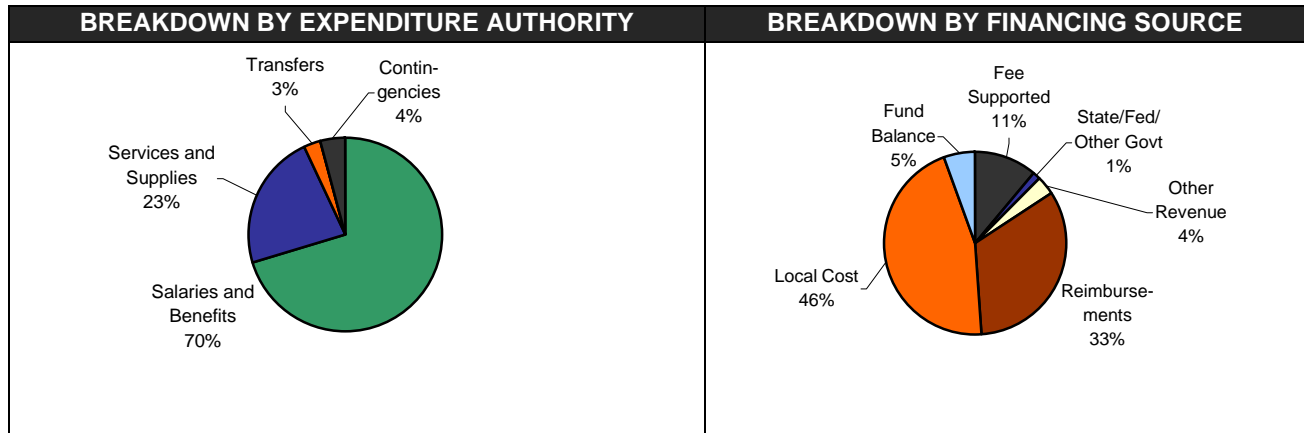 BREAKDOWN BY EXPENDITURE AUTHORITY
Transfers
3%
Contin-
gencies
4%
Services and
Supplies
23%
Salaries and
Benefits
70%
BREAKDOWN BY FINANCING SOURCE
Fee
Supported
11%
Fund
Balance
5%
State/Fed/
Other Govt
1%
Other
Revenue
4%
Local Cost
46%
Reimburse-
ments
33%